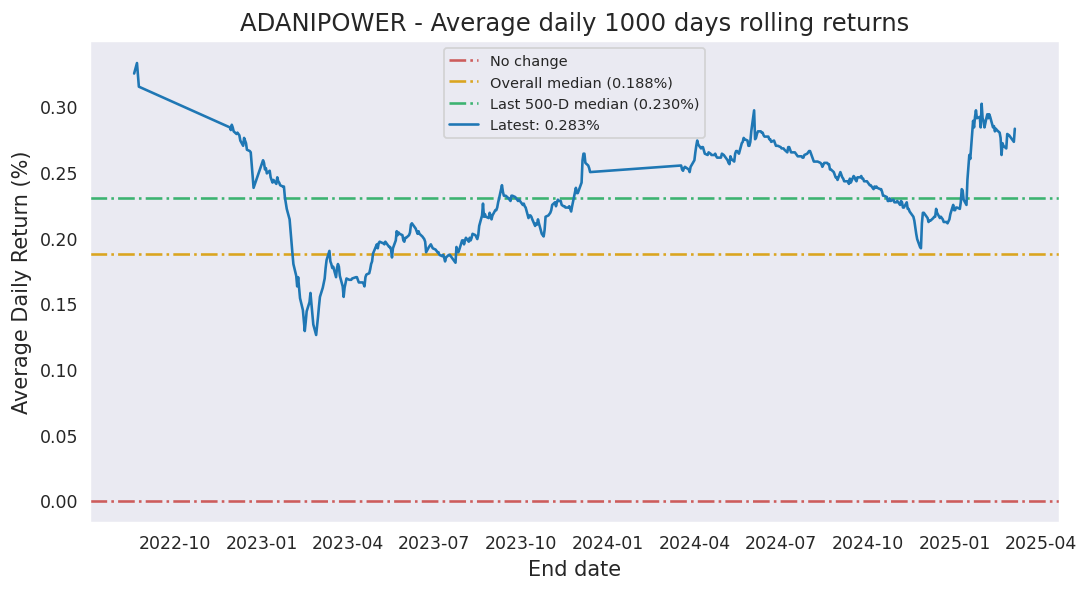 ADANIPOWER - Average daily 1000 days rolling returns
No change
Overall median (0.188%)
Last 500-D median (0.230%)
Latest: 0.283%
Average Daily Return (%)
0.30
0.25
0.20
0.15
0.10
0.05
0.00
2022-10 2023-01 2023-04 2023-07 2023-10 2024-01 2024-04 2024-07 2024-10 2025-01 2025-04
End date